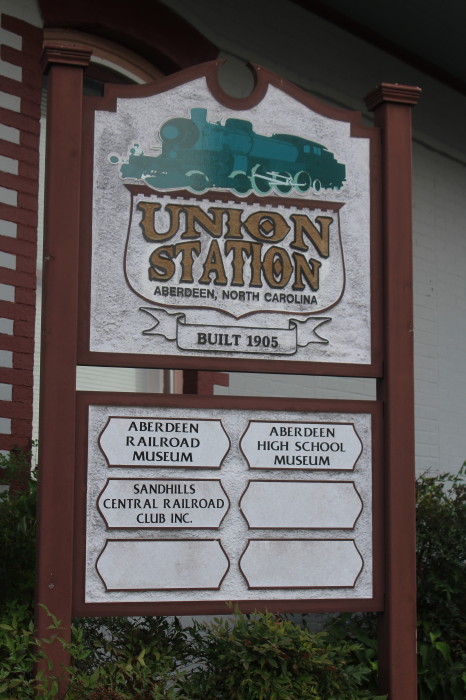 UNION
STATION
ABERDEEN, NORTH CAROLINA
BUILT 1905
ABERDEEN
RAILROAD
MUSEUM
ABERDEEN
HIGH SCHOOL
MUSEUM
SANDHILLS
CENTRAL RAILROAD
CLUB INC.